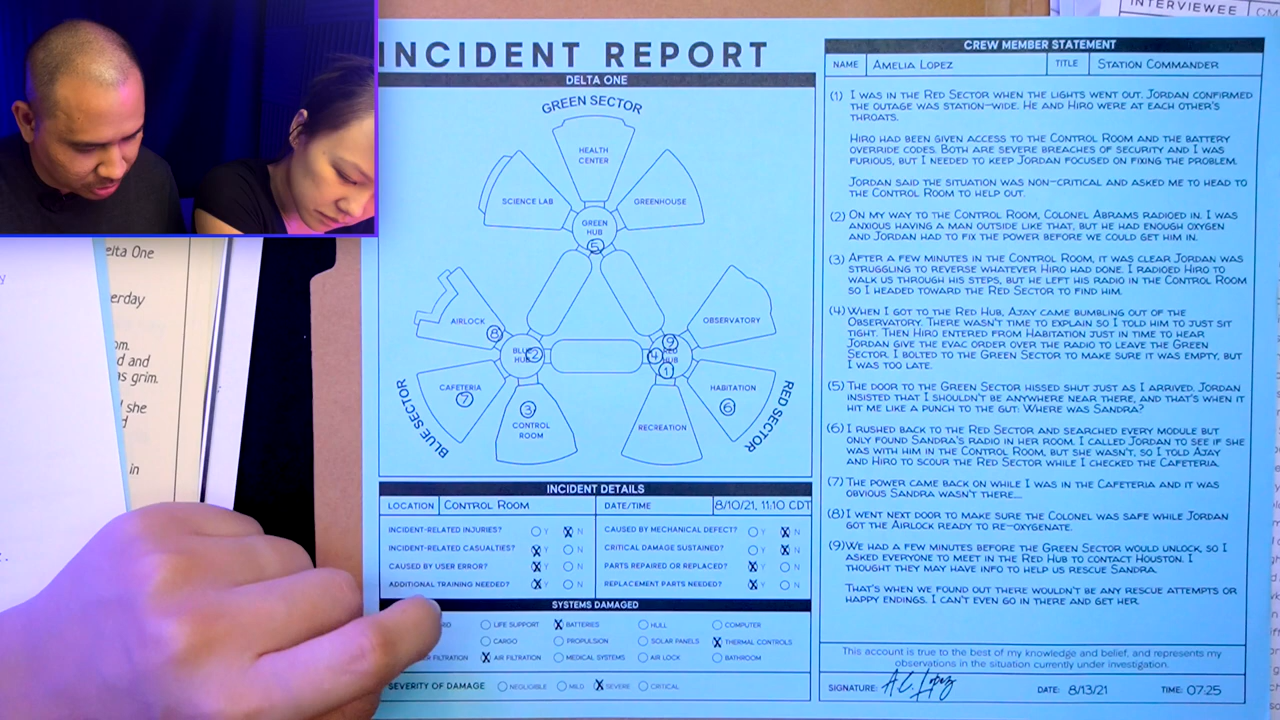 INTERVIEWEE
INCIDENT REPORT
DELTA ONE
GREEN SECTOR
HEALTH
CENTER
SCIENCE LAB
GREENHOUSE
GREEN
HUB
5
AIRLOCK
8
OBSERVATORY
BLUE
HUB
2
9
4
HUB
1
CAFETERIA
7
HABITATION
6
3
CONTROL
ROOM
RECREATION
BLUE SECTOR
RED SECTOR
INCIDENT DETAILS
LOCATION CONTROL ROOM DATE/TIME 8/10/21, 11:10 CDT
INCIDENT-RELATED INJURIES? Y X N CAUSED BY MECHANICAL DEFECT? Y X N
INCIDENT-RELATED CASUALTIES? X Y N CRITICAL DAMAGE SUSTAINED? Y X N
CAUSED BY USER ERROR? X Y N PARTS REPAIRED OR REPLACED? X Y N
ADDITIONAL TRAINING NEEDED? X Y N REPLACEMENT PARTS NEEDED? X Y N
SYSTEMS DAMAGED
LIFE SUPPORT X BATTERIES HULL COMPUTER
CARGO PROPULSION SOLAR PANELS X THERMAL CONTROLS
FILTRATION X AIR FILTRATION MEDICAL SYSTEMS AIR LOCK BATHROOM
SEVERITY OF DAMAGE NEGLIGIBLE MILD X SEVERE CRITICAL
CREW MEMBER STATEMENT
NAME AMELIA LOPEZ TITLE STATION COMMANDER
(1) I WAS IN THE RED SECTOR WHEN THE LIGHTS WENT OUT. JORDAN CONFIRMED
THE OUTAGE WAS STATION-WIDE. HE AND HIRO WERE AT EACH OTHER'S
THROATS.
HIRO HAD BEEN GIVEN ACCESS TO THE CONTROL ROOM AND THE BATTERY
OVERRIDE CODES. BOTH ARE SEVERE BREACHES OF SECURITY AND I WAS
FURIOUS, BUT I NEEDED TO KEEP JORDAN FOCUSED ON FIXING THE PROBLEM.
JORDAN SAID THE SITUATION WAS NON-CRITICAL AND ASKED ME TO HEAD TO
THE CONTROL ROOM TO HELP OUT.
(2) ON MY WAY TO THE CONTROL ROOM, COLONEL ABRAMS RADIOED IN. I WAS
ANXIOUS HAVING A MAN OUTSIDE LIKE THAT, BUT HE HAD ENOUGH OXYGEN
AND JORDAN HAD TO FIX THE POWER BEFORE WE COULD GET HIM IN.
(3) AFTER A FEW MINUTES IN THE CONTROL ROOM, IT WAS CLEAR JORDAN WAS
STRUGGLING TO REVERSE WHATEVER HIRO HAD DONE. I RADIOED HIRO TO
WALK US THROUGH HIS STEPS, BUT HE LEFT HIS RADIO IN THE CONTROL ROOM
SO I HEADED TOWARD THE RED SECTOR TO FIND HIM.
(4) WHEN I GOT TO THE RED HUB, AJAY CAME BUMBLING OUT OF THE
OBSERVATORY. THERE WASN'T TIME TO EXPLAIN SO I TOLD HIM TO JUST SIT
TIGHT. THEN HIRO ENTERED FROM HABITATION JUST IN TIME TO HEAR
JORDAN GIVE THE EVAC ORDER OVER THE RADIO TO LEAVE THE GREEN
SECTOR. I BOLTED TO THE GREEN SECTOR TO MAKE SURE IT WAS EMPTY, BUT
I WAS TOO LATE.
(5) THE DOOR TO THE GREEN SECTOR HISSED SHUT JUST AS I ARRIVED. JORDAN
INSISTED THAT I SHOULDN'T BE ANYWHERE NEAR THERE, AND THAT'S WHEN IT
HIT ME LIKE A PUNCH TO THE GUT: WHERE WAS SANDRA?
(6) I RUSHED BACK TO THE RED SECTOR AND SEARCHED EVERY MODULE BUT
ONLY FOUND SANDRA'S RADIO IN HER ROOM. I CALLED JORDAN TO SEE IF SHE
WAS WITH HIM IN THE CONTROL ROOM, BUT SHE WASN'T, SO I TOLD AJAY
AND HIRO TO SCOUR THE RED SECTOR WHILE I CHECKED THE CAFETERIA.
(7) THE POWER CAME BACK ON WHILE I WAS IN THE CAFETERIA AND IT WAS
OBVIOUS SANDRA WASN'T THERE...
(8) I WENT NEXT DOOR TO MAKE SURE THE COLONEL WAS SAFE WHILE JORDAN
GOT THE AIRLOCK READY TO RE-OXYGENATE.
(9) WE HAD A FEW MINUTES BEFORE THE GREEN SECTOR WOULD UNLOCK, SO I
ASKED EVERYONE TO MEET IN THE RED HUB TO CONTACT HOUSTON. I
THOUGHT THEY MAY HAVE INFO TO HELP US RESCUE SANDRA.
THAT'S WHEN WE FOUND OUT THERE WOULDN'T BE ANY RESCUE ATTEMPTS OR
HAPPY ENDINGS. I CAN'T EVEN GO IN THERE AND GET HER.
This account is true to the best of my knowledge and belief, and represents my
observations in the situation currently under investigation.
SIGNATURE: A.C. Lopez DATE: 8/13/21 TIME: 07:25
elta One
erday
om.
d and
s grim.
she
d
in